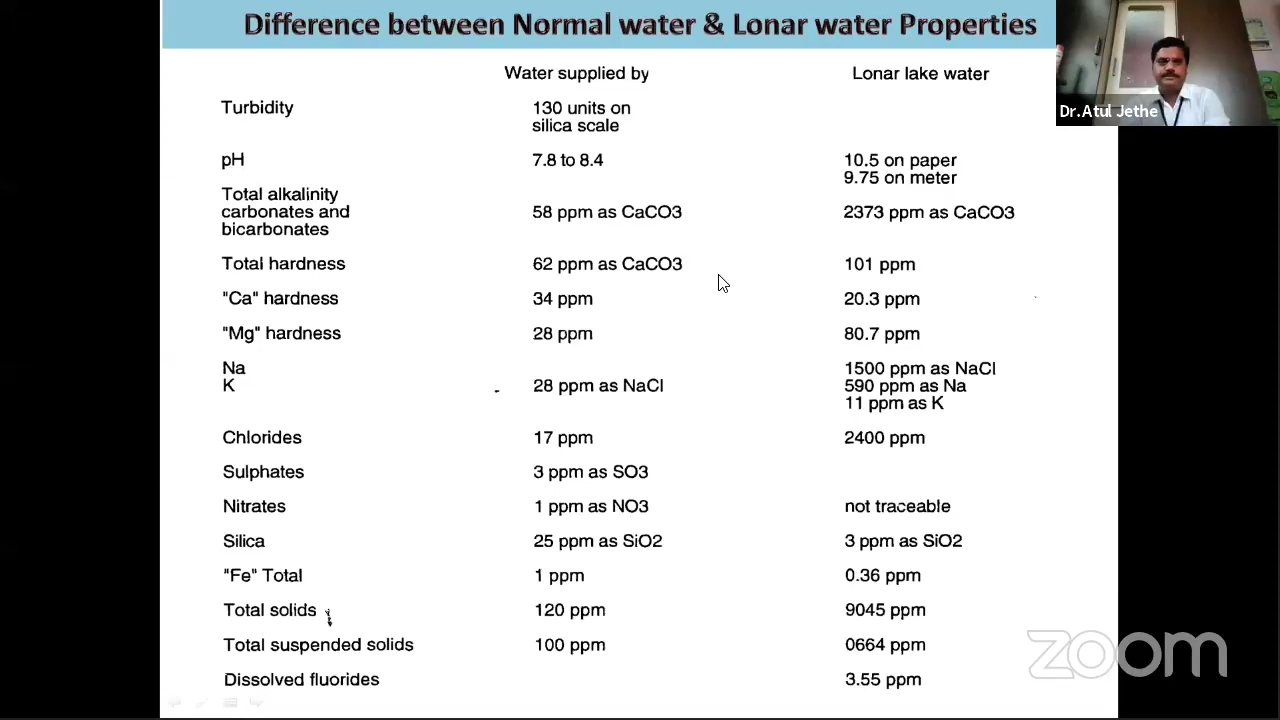 Difference between Normal water & Lonar water Properties
Dr.Atul Jethe
Water supplied by Lonar lake water
Turbidity 130 units on
silica scale
pH 7.8 to 8.4 10.5 on paper
9.75 on meter
Total alkalinity
carbonates and 58 ppm as CaCO3 2373 ppm as CaCO3
bicarbonates
Total hardness 62 ppm as CaCO3 101 ppm
"Ca" hardness 34 ppm 20.3 ppm
"Mg" hardness 28 ppm 80.7 ppm
Na 1500 ppm as NaCl
K 28 ppm as NaCl 590 ppm as Na
11 ppm as K
Chlorides 17 ppm 2400 ppm
Sulphates 3 ppm as SO3
Nitrates 1 ppm as NO3 not traceable
Silica 25 ppm as SiO2 3 ppm as SiO2
"Fe" Total 1 ppm 0.36 ppm
Total solids 120 ppm 9045 ppm
Total suspended solids 100 ppm 0664 ppm
Dissolved fluorides 3.55 ppm
zoom